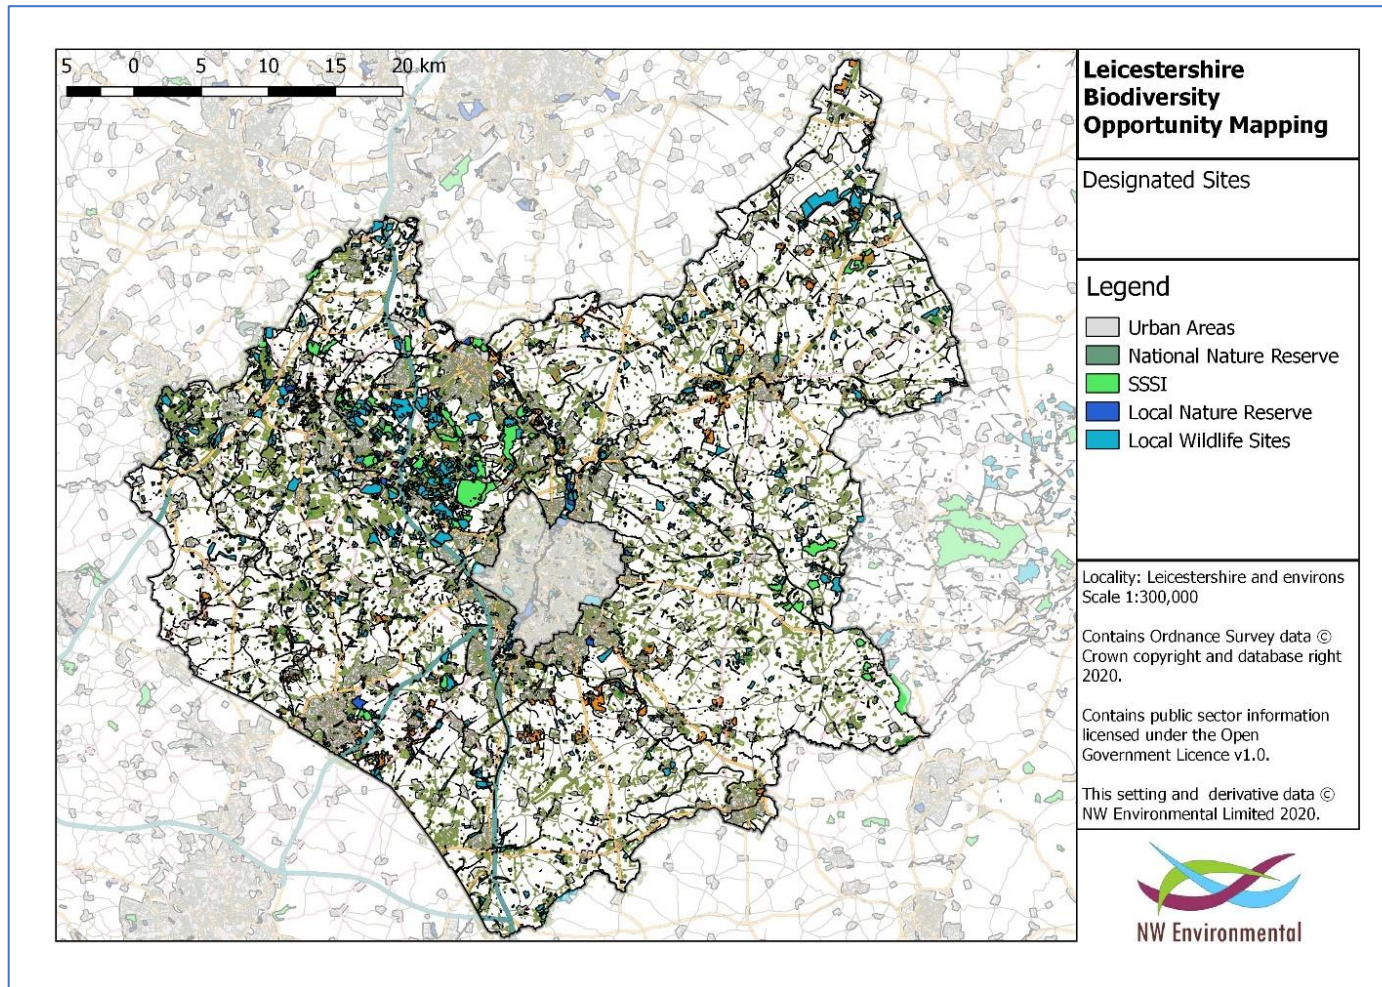 5 0 5 10 15 20 km
Leicestershire
Biodiversity
Opportunity Mapping
Designated Sites
Legend
Urban Areas
National Nature Reserve
SSSI
Local Nature Reserve
Local Wildlife Sites
Locality: Leicestershire and environs
Scale 1:300,000
Contains Ordnance Survey data ©
Crown copyright and database right
2020.
Contains public sector information
licensed under the Open
Government Licence v1.0.
This setting and derivative data ©
NW Environmental Limited 2020.
NW Environmental